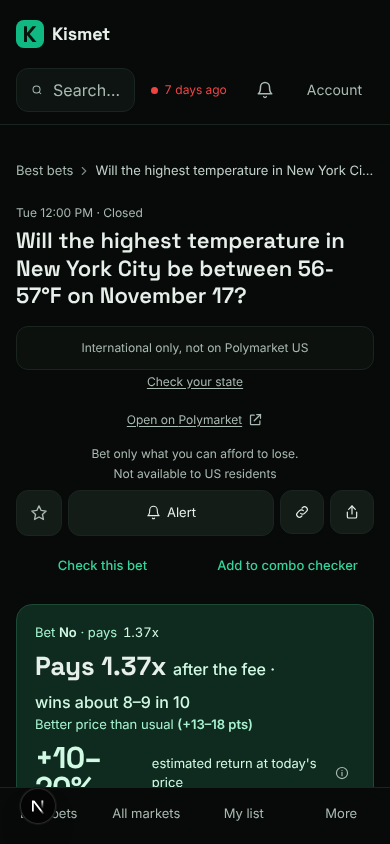 Kismet
Search...
7 days ago
Account
Best bets
Will the highest temperature in New York Ci...
Tue 12:00 PM · Closed
Will the highest temperature in
New York City be between 56-
57°F on November 17?
International only, not on Polymarket US
Check your state
Open on Polymarket
Bet only what you can afford to lose.
Not available to US residents
Alert
Check this bet
Add to combo checker
Bet No · pays 1.37x
Pays 1.37x after the fee ·
wins about 8–9 in 10
Better price than usual (+13–18 pts)
+10–
20%
estimated return at today's
price
N
bets
All markets
My list
More